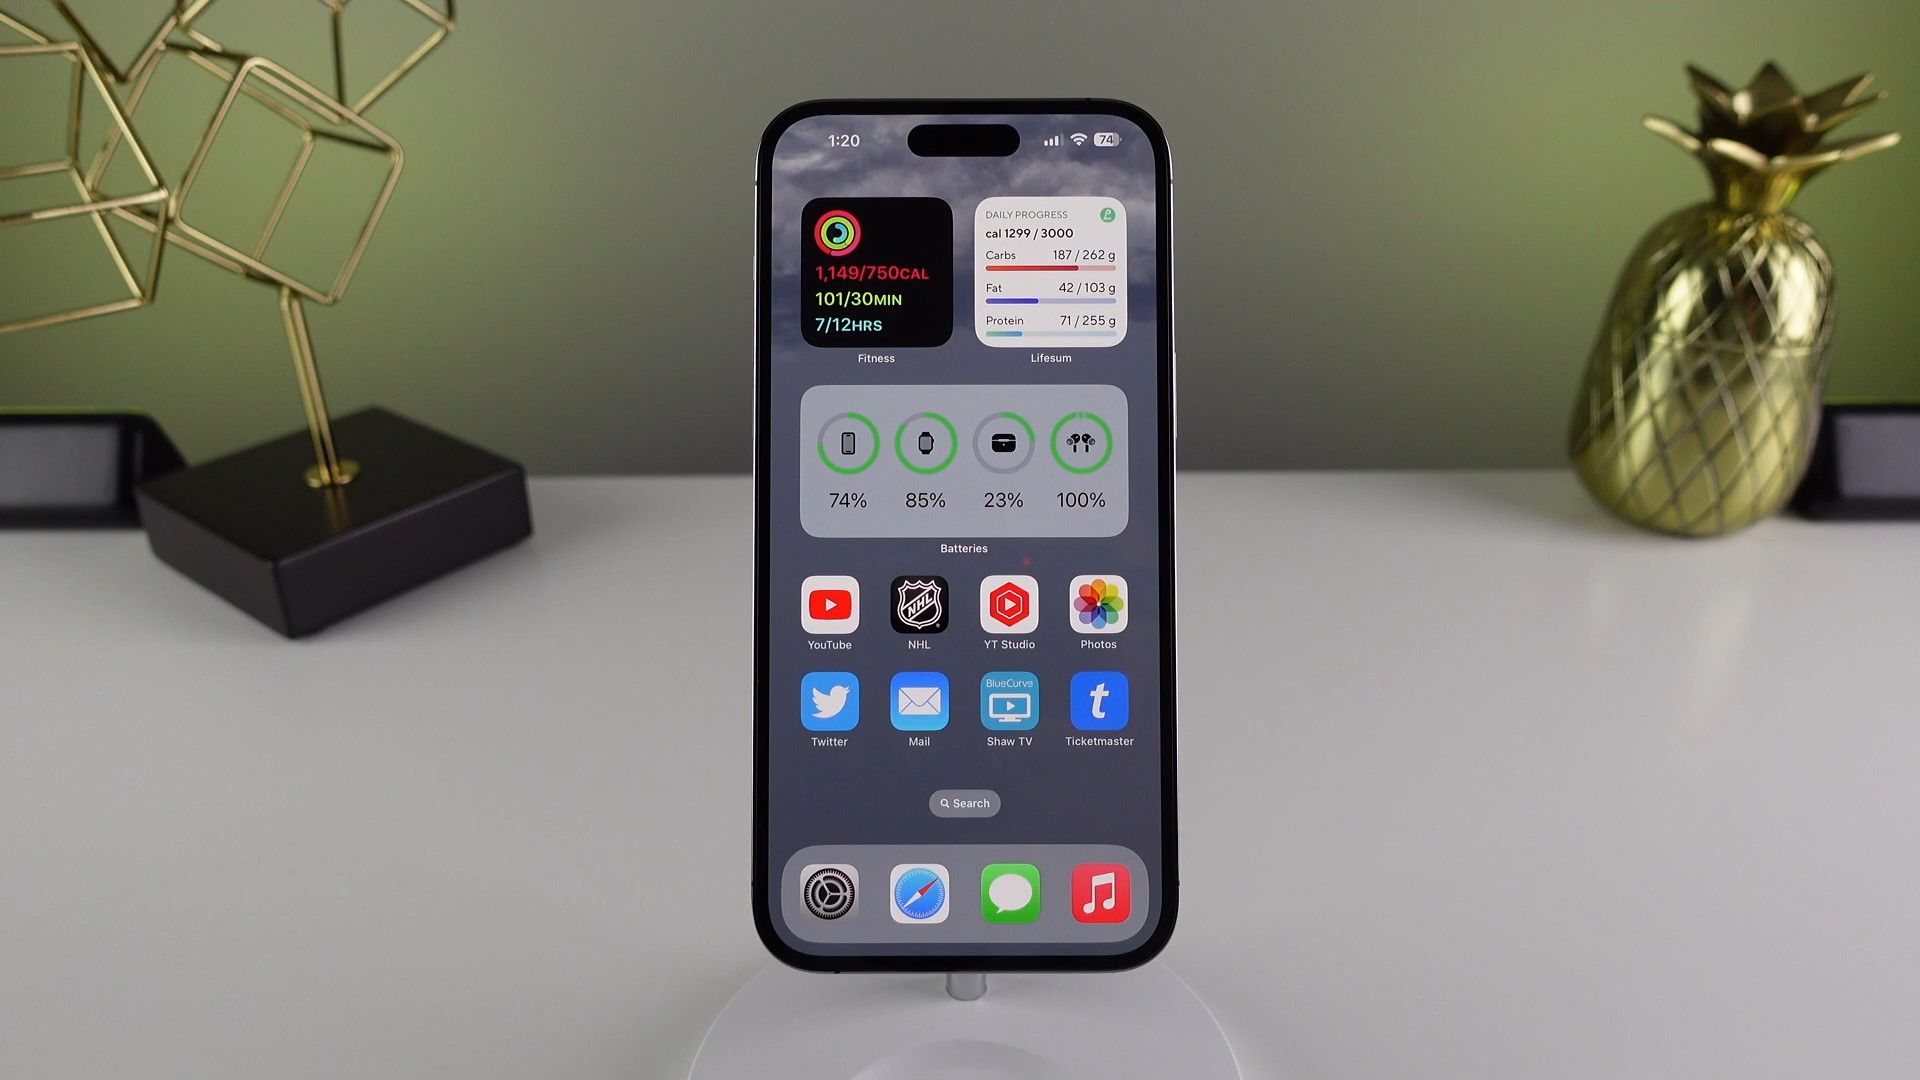 1:20
74
DAILY PROGRESS
cal 1299 / 3000
Carbs 187 / 262 g
Fat 42 / 103 g
Protein 71 / 255 g
1,149/750CAL
101/30MIN
7/12HRS
Fitness
Lifesum
74% 85% 23% 100%
Batteries
NHL
YouTube NHL YT Studio Photos
BlueCurve
t
Twitter Mail Shaw TV Ticketmaster
Search